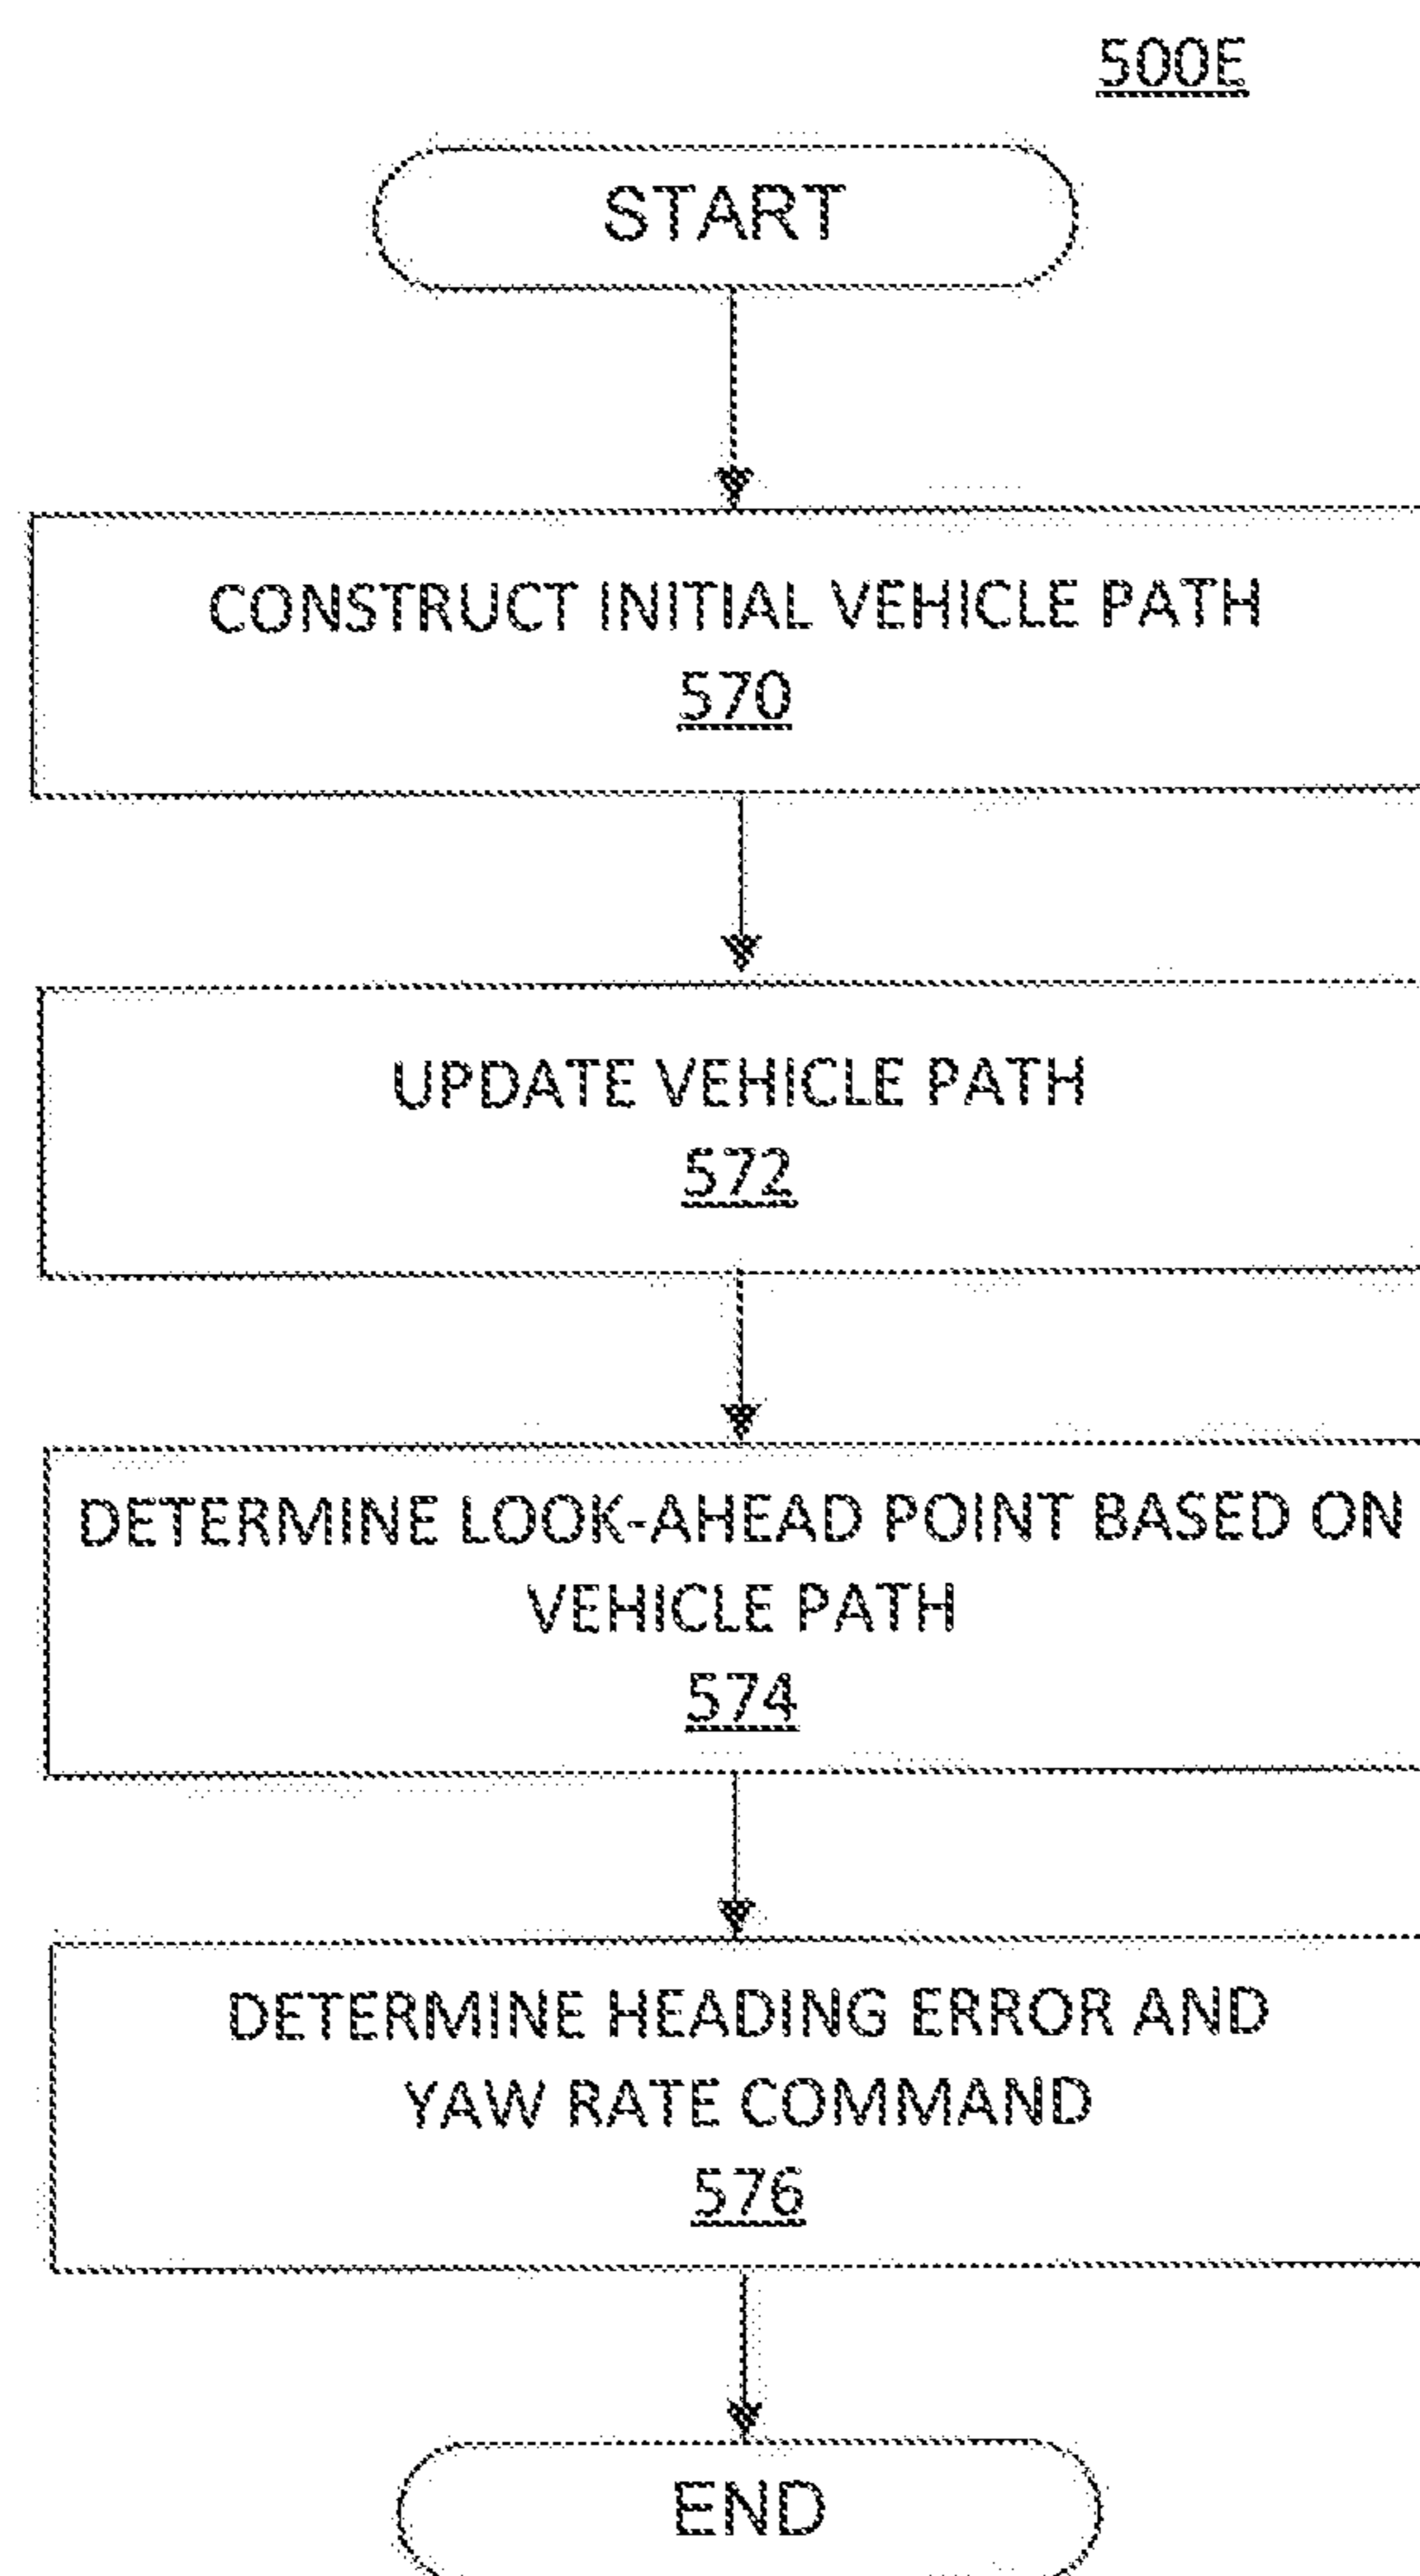 500E
START
CONSTRUCT INITIAL VEHICLE PATH
570
UPDATE VEHICLE PATH
572
DETERMINE LOOK-AHEAD POINT BASED ON
VEHICLE PATH
574
DETERMINE HEADING ERROR AND
YAW RATE COMMAND
576
END